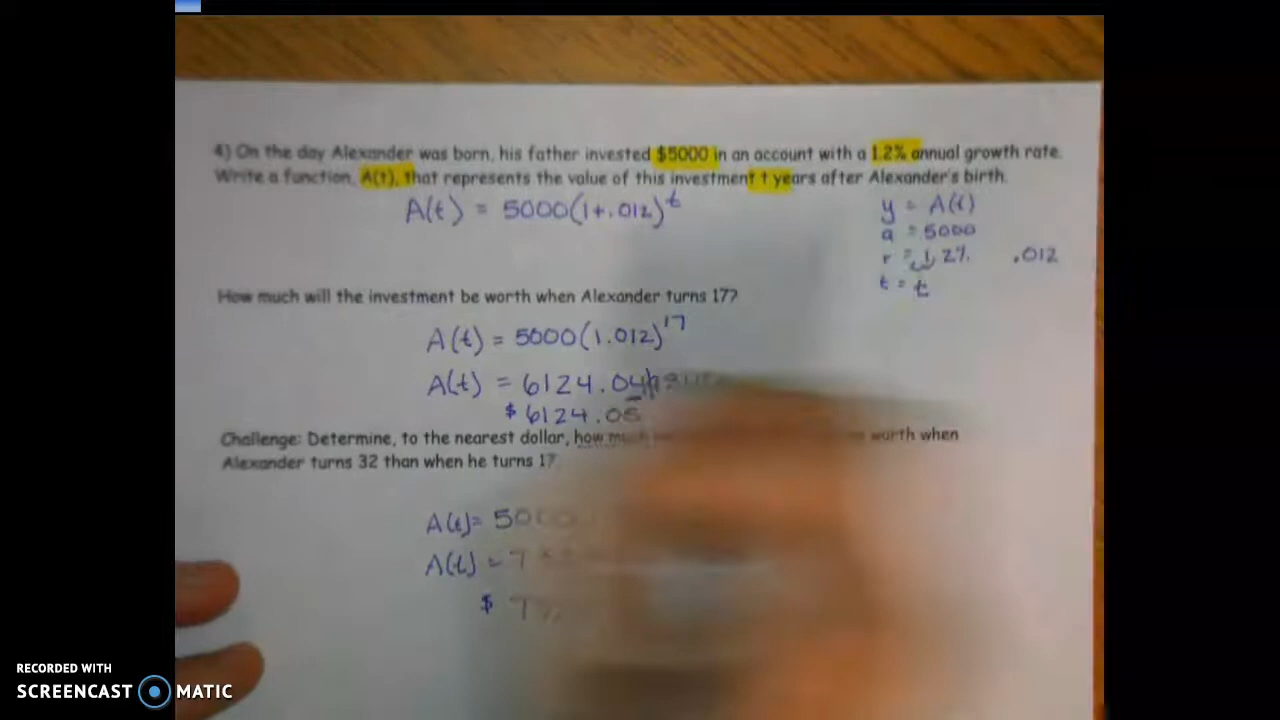 4) On the day Alexander was born, his father invested $5000 in an account with a 1.2% annual growth rate.
Write a function, A(t), that represents the value of this investment t years after Alexander's birth.
A(t) = 5000(1+.012)^t
y = A(t)
a = 5000
r = 1.2% .012
t = t
How much will the investment be worth when Alexander turns 17?
A(t) = 5000(1.012)^17
A(t) = 6124.04
$ 6124.05
Challenge: Determine, to the nearest dollar, how much worth when
Alexander turns 32 than when he turns 17
A(t) = 5000
A(t) = 7
$ 7
RECORDED WITH
SCREENCAST MATIC